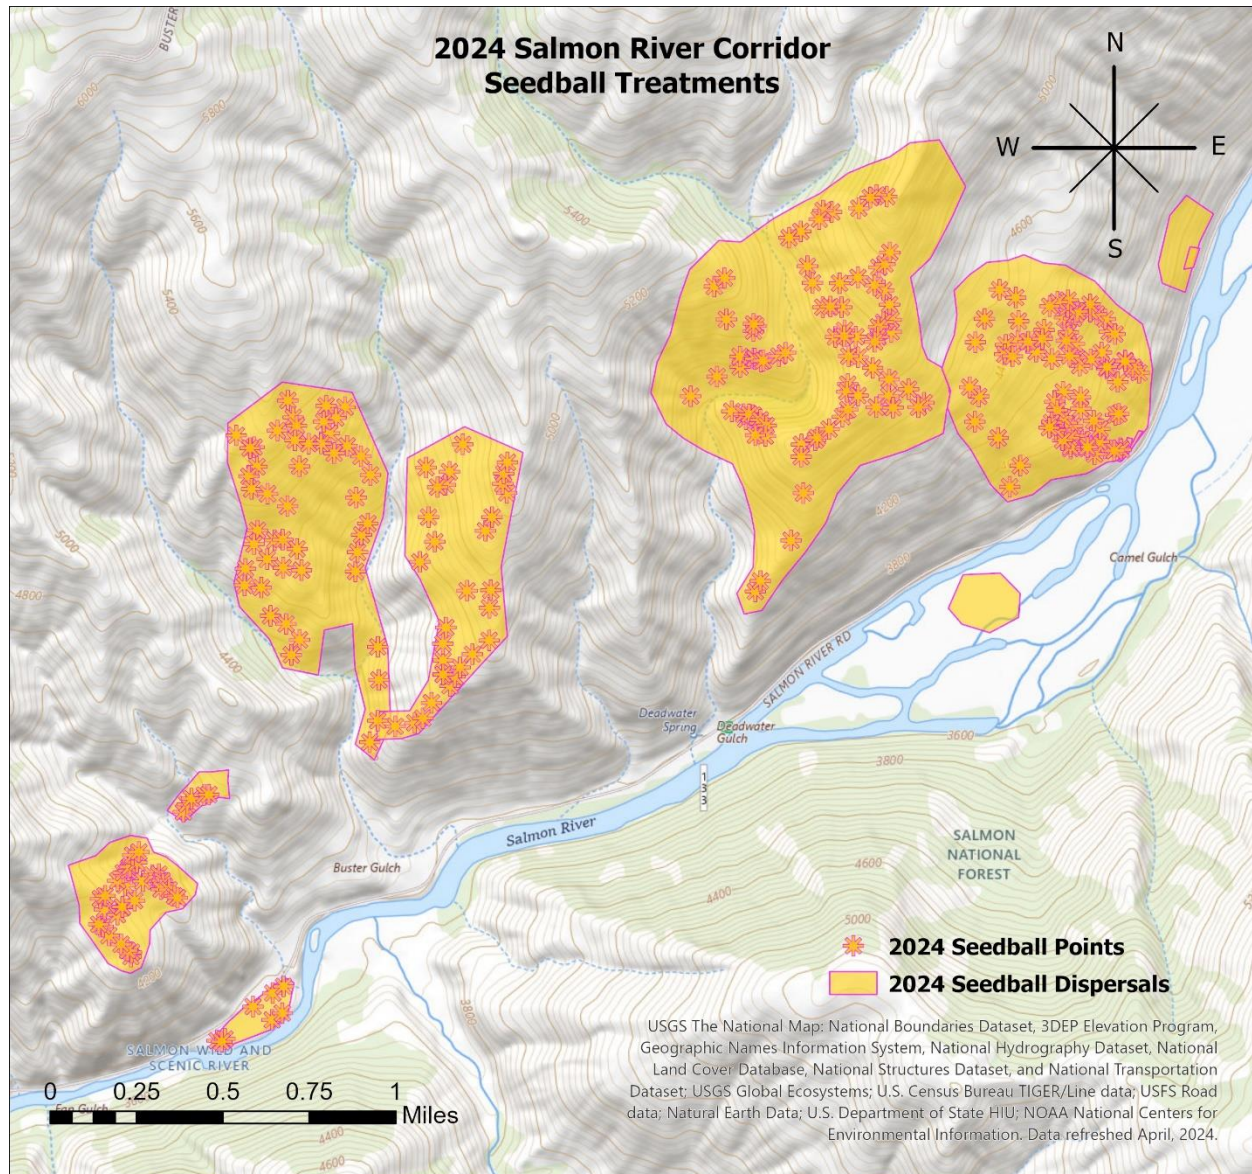 2024 Salmon River Corridor
Seedball Treatments
BUSTER
N
W
E
S
6000
5800
5000
5400
5600
4600
5200
5400
5000
5000
4800
4400
4200
3800
Camel Gulch
SALMON RIVER RD
Deadwater
Spring
Deadwater
Gulch
133
3600
3800
Salmon River
Buster Gulch
SALMON
NATIONAL
FOREST
4600
4400
5000
4200
3800
2024 Seedball Points
2024 Seedball Dispersals
SALMON WILD AND
SCENIC RIVER
USGS The National Map: National Boundaries Dataset, 3DEP Elevation Program,
Geographic Names Information System, National Hydrography Dataset, National
Land Cover Database, National Structures Dataset, and National Transportation
Dataset; USGS Global Ecosystems; U.S. Census Bureau TIGER/Line data; USFS Road
data; Natural Earth Data; U.S. Department of State HIU; NOAA National Centers for
Environmental Information. Data refreshed April, 2024.
0 0.25 0.5 0.75 1
Miles
Fan Gulch
4400
4600